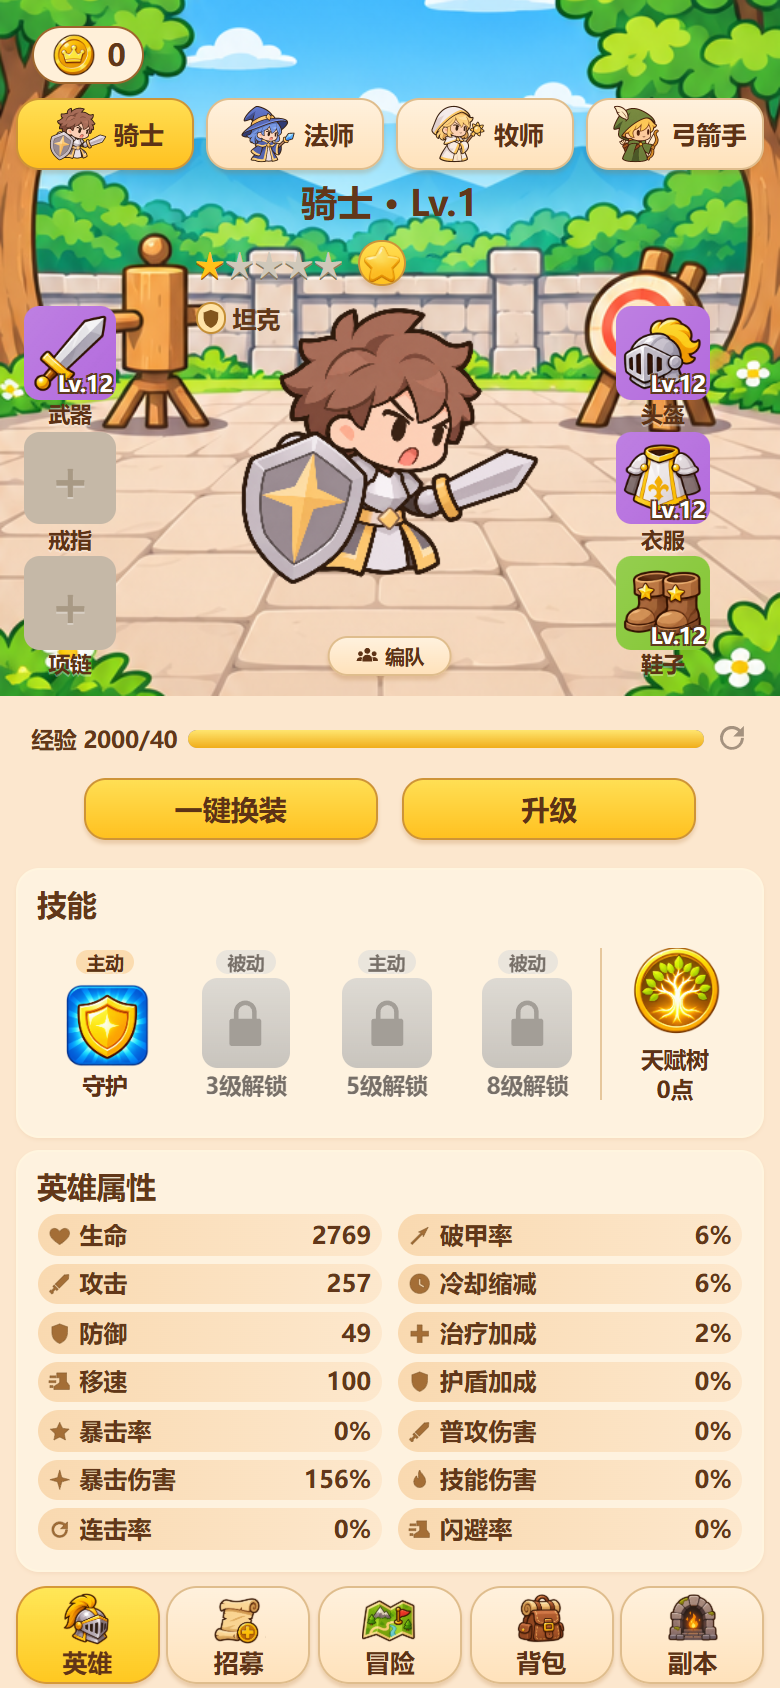 0
骑士 法师 牧师 弓箭手
骑士·Lv.1
坦克
Lv.12
武器
Lv.12
头盔
戒指
Lv.12
衣服
项链
Lv.12
鞋子
编队
经验 2000/40
一键换装 升级
技能
主动 被动 主动 被动
守护 3级解锁 5级解锁 8级解锁
天赋树
0点
英雄属性
生命 2769 破甲率 6%
攻击 257 冷却缩减 6%
防御 49 治疗加成 2%
移速 100 护盾加成 0%
暴击率 0% 普攻伤害 0%
暴击伤害 156% 技能伤害 0%
连击率 0% 闪避率 0%
英雄 招募 冒险 背包 副本